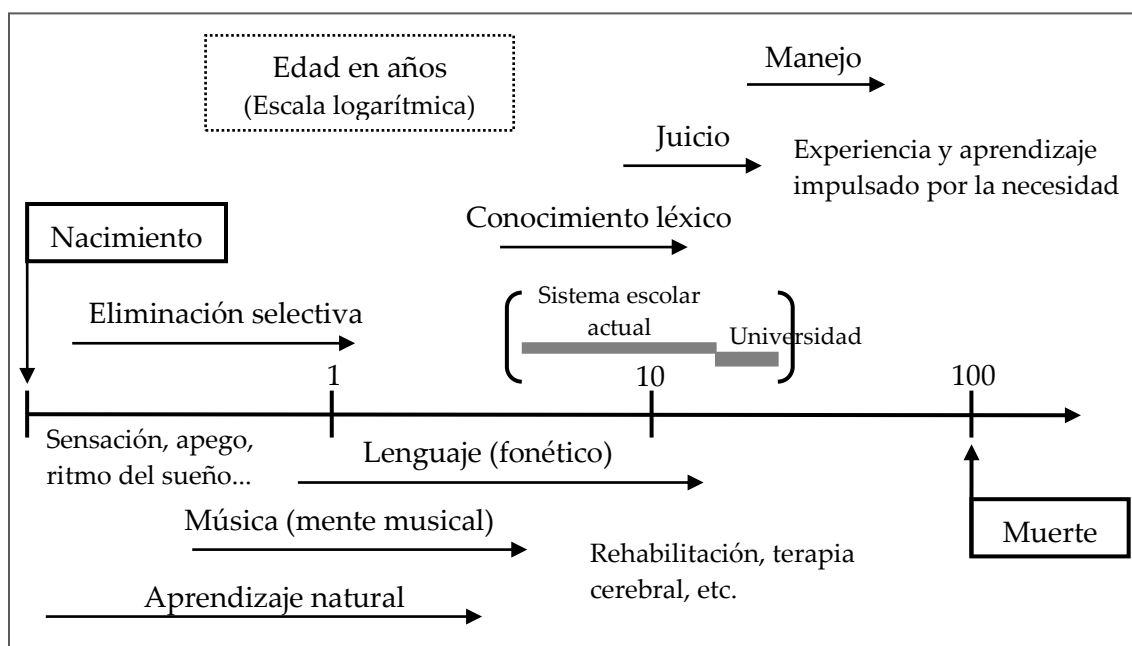 Edad en años
(Escala logarítmica)
Manejo
Juicio
Experiencia y aprendizaje
impulsado por la necesidad
Conocimiento léxico
Nacimiento
Eliminación selectiva
Sistema escolar
actual
Universidad
1
10
100
Sensación, apego,
ritmo del sueño...
Lenguaje (fonético)
Música (mente musical)
Rehabilitación, terapia
cerebral, etc.
Muerte
Aprendizaje natural